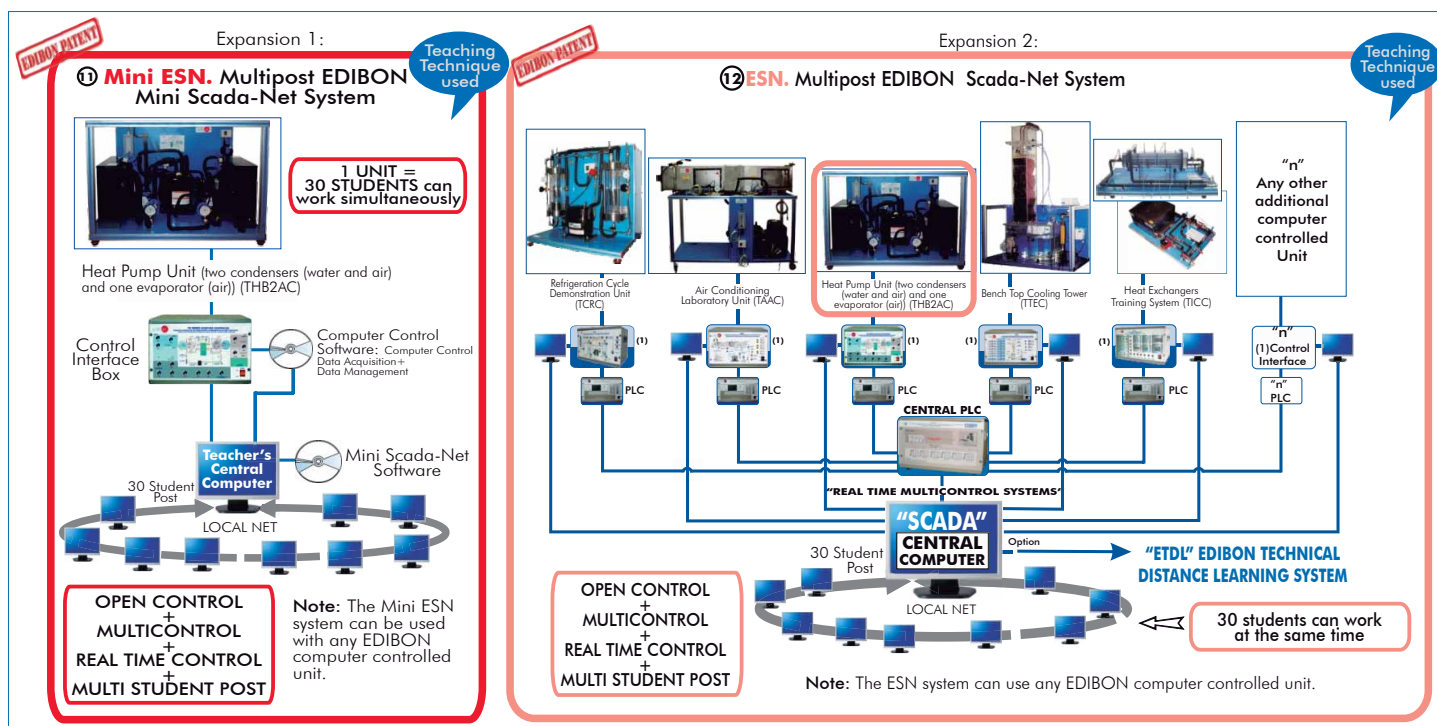 Expansion 1:
EDIBON PATENT
Teaching
Technique
used
11 Mini ESN. Multipost EDIBON
Mini Scada-Net System
1 UNIT =
30 STUDENTS can
work simultaneously
Heat Pump Unit (two condensers (water and air)
and one evaporator (air)) (THB2AC)
Control
Interface
Box
Computer Control
Software: Computer Control
Data Acquisition+
Data Management
Teacher's
Central
Computer
Mini Scada-Net
Software
30 Student
Post
LOCAL NET
OPEN CONTROL
+
MULTICONTROL
+
REAL TIME CONTROL
+
MULTI STUDENT POST
Note: The Mini ESN
system can be used
with any EDIBON
computer controlled
unit.
Expansion 2:
EDIBON PATENT
Teaching
Technique
used
12 ESN. Multipost EDIBON Scada-Net System
Refrigeration Cycle
Demonstration Unit
(TCRC)
Air Conditioning
Laboratory Unit (TAAC)
Heat Pump Unit (two condensers
(water and air) and one
evaporator (air)) (THB2AC)
Bench Top Cooling Tower
(TTEC)
Heat Exchangers
Training System (TICC)
"n"
Any other
additional
computer
controlled
Unit
(1)
(1)
(1)
(1)
(1)
"n"
(1)Control
Interface
PLC
PLC
PLC
PLC
PLC
"n"
PLC
CENTRAL PLC
"REAL TIME MULTICONTROL SYSTEMS"
"SCADA"
CENTRAL
COMPUTER
Option
"ETDL" EDIBON TECHNICAL
DISTANCE LEARNING SYSTEM
30 Student
Post
LOCAL NET
30 students can work
at the same time
OPEN CONTROL
+
MULTICONTROL
+
REAL TIME CONTROL
+
MULTI STUDENT POST
Note: The ESN system can use any EDIBON computer controlled unit.